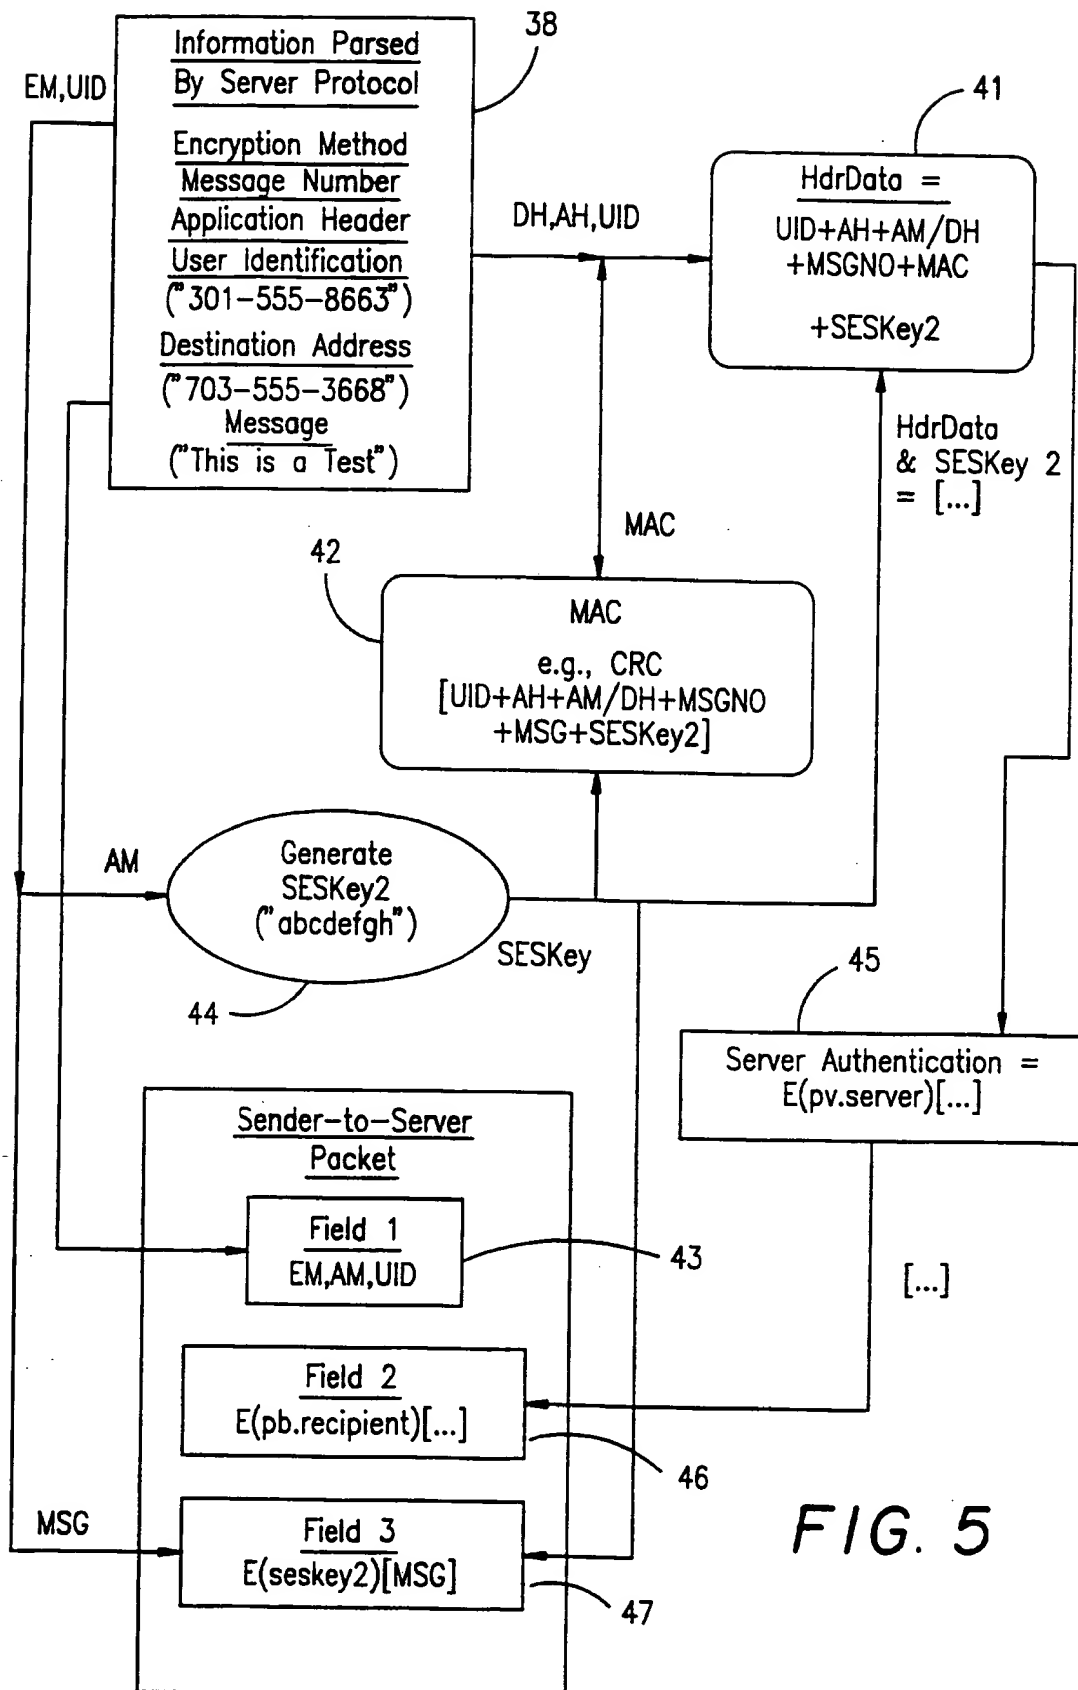 Information Parsed
By Server Protocol
Encryption Method
Message Number
Application Header
User Identification
("301-555-8663")
Destination Address
("703-555-3668")
Message
("This is a Test")
38
EM,UID
DH,AH,UID
41
HdrData =
UID+AH+AM/DH
+MSGNO+MAC
+SESKey2
HdrData
& SESKey 2
= [...]
MAC
42
MAC
e.g., CRC
[UID+AH+AM/DH+MSGNO
+MSG+SESKey2]
AM
Generate
SESKey2
("abcdefgh")
SESKey
44
45
Server Authentication =
E(pv.server)[...]
Sender-to-Server
Packet
Field 1
EM,AM,UID
43
[...]
Field 2
E(pb.recipient)[...]
46
MSG
Field 3
E(seskey2)[MSG]
47
FIG. 5